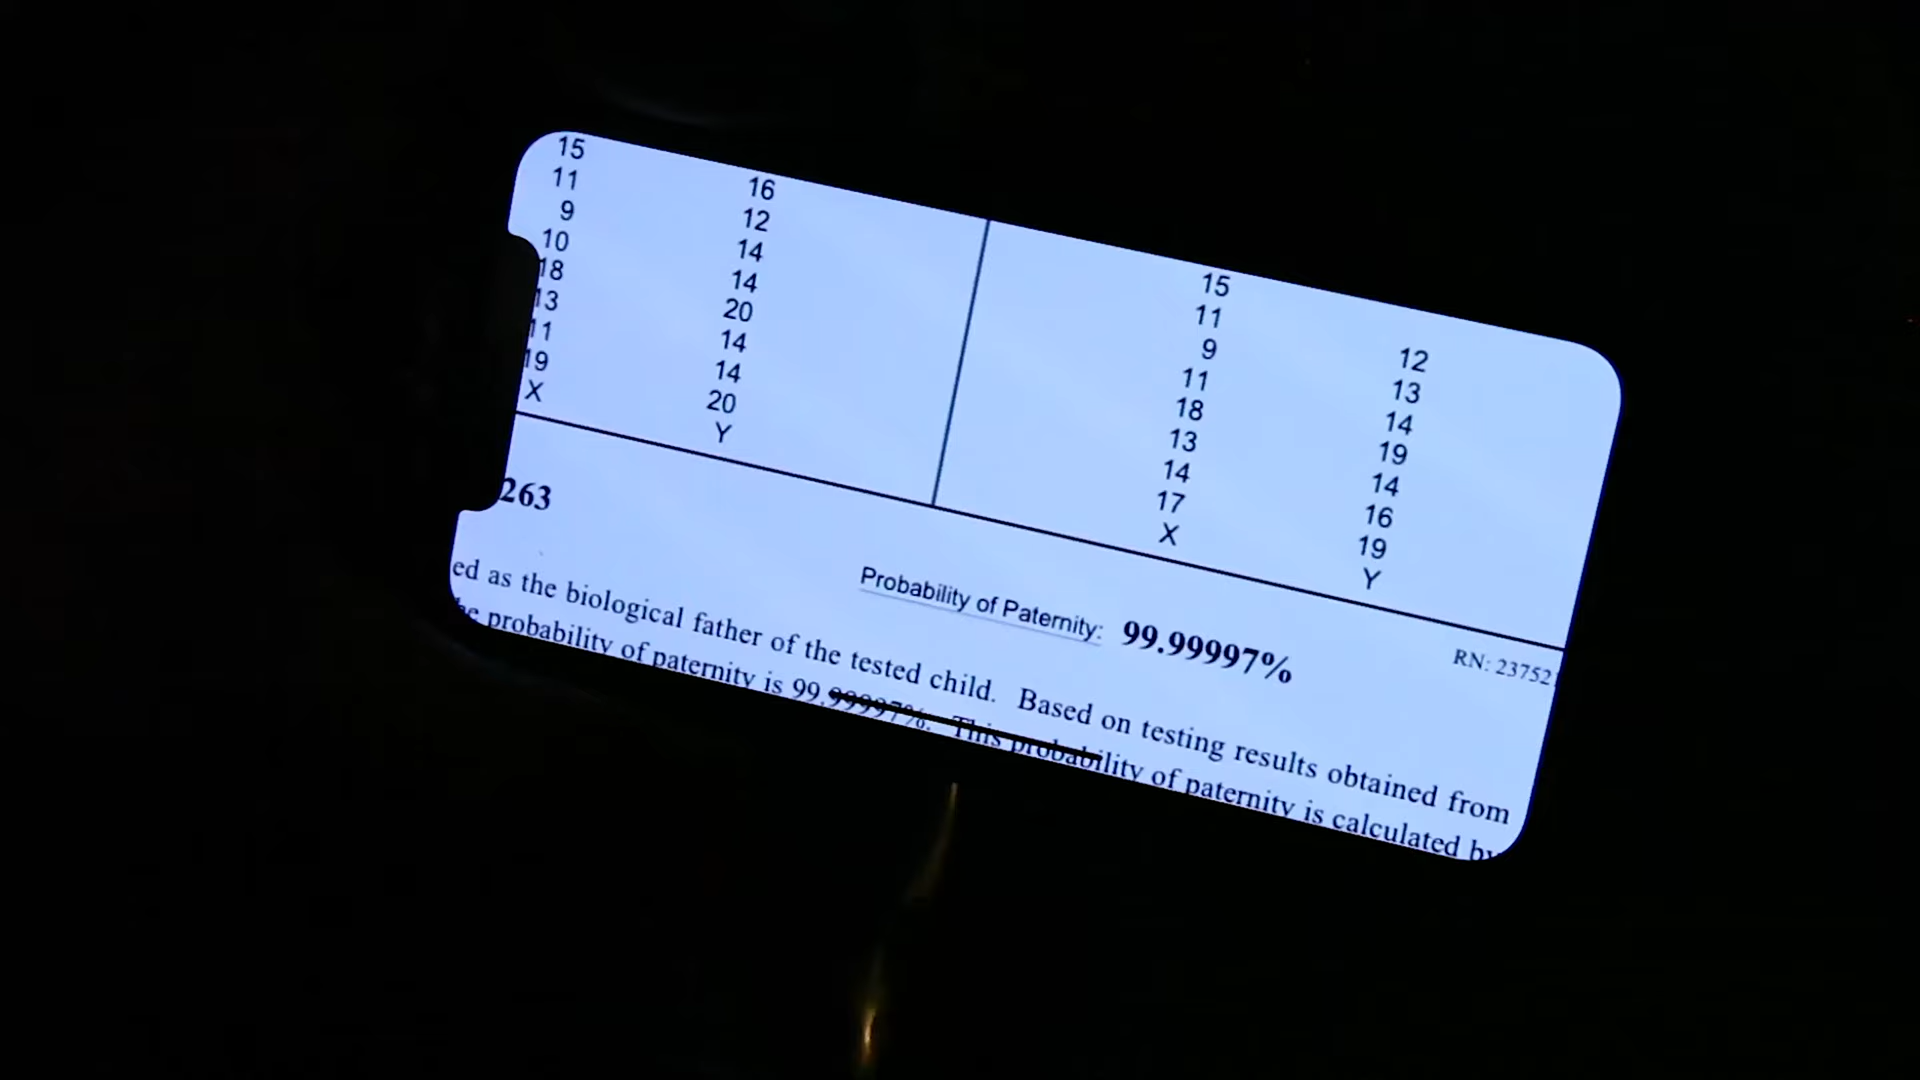 15 16 15
11 12 11 12
9 14 9 13
10 14 11 14
18 20 18 19
13 14 13 14
11 14 14 16
19 20 17 19
X Y X Y
RN: 23752
263 Probability of Paternity: 99.99997%
ed as the biological father of the tested child. Based on testing results obtained from
he probability of paternity is 99.99997%. This probability of paternity is calculated by